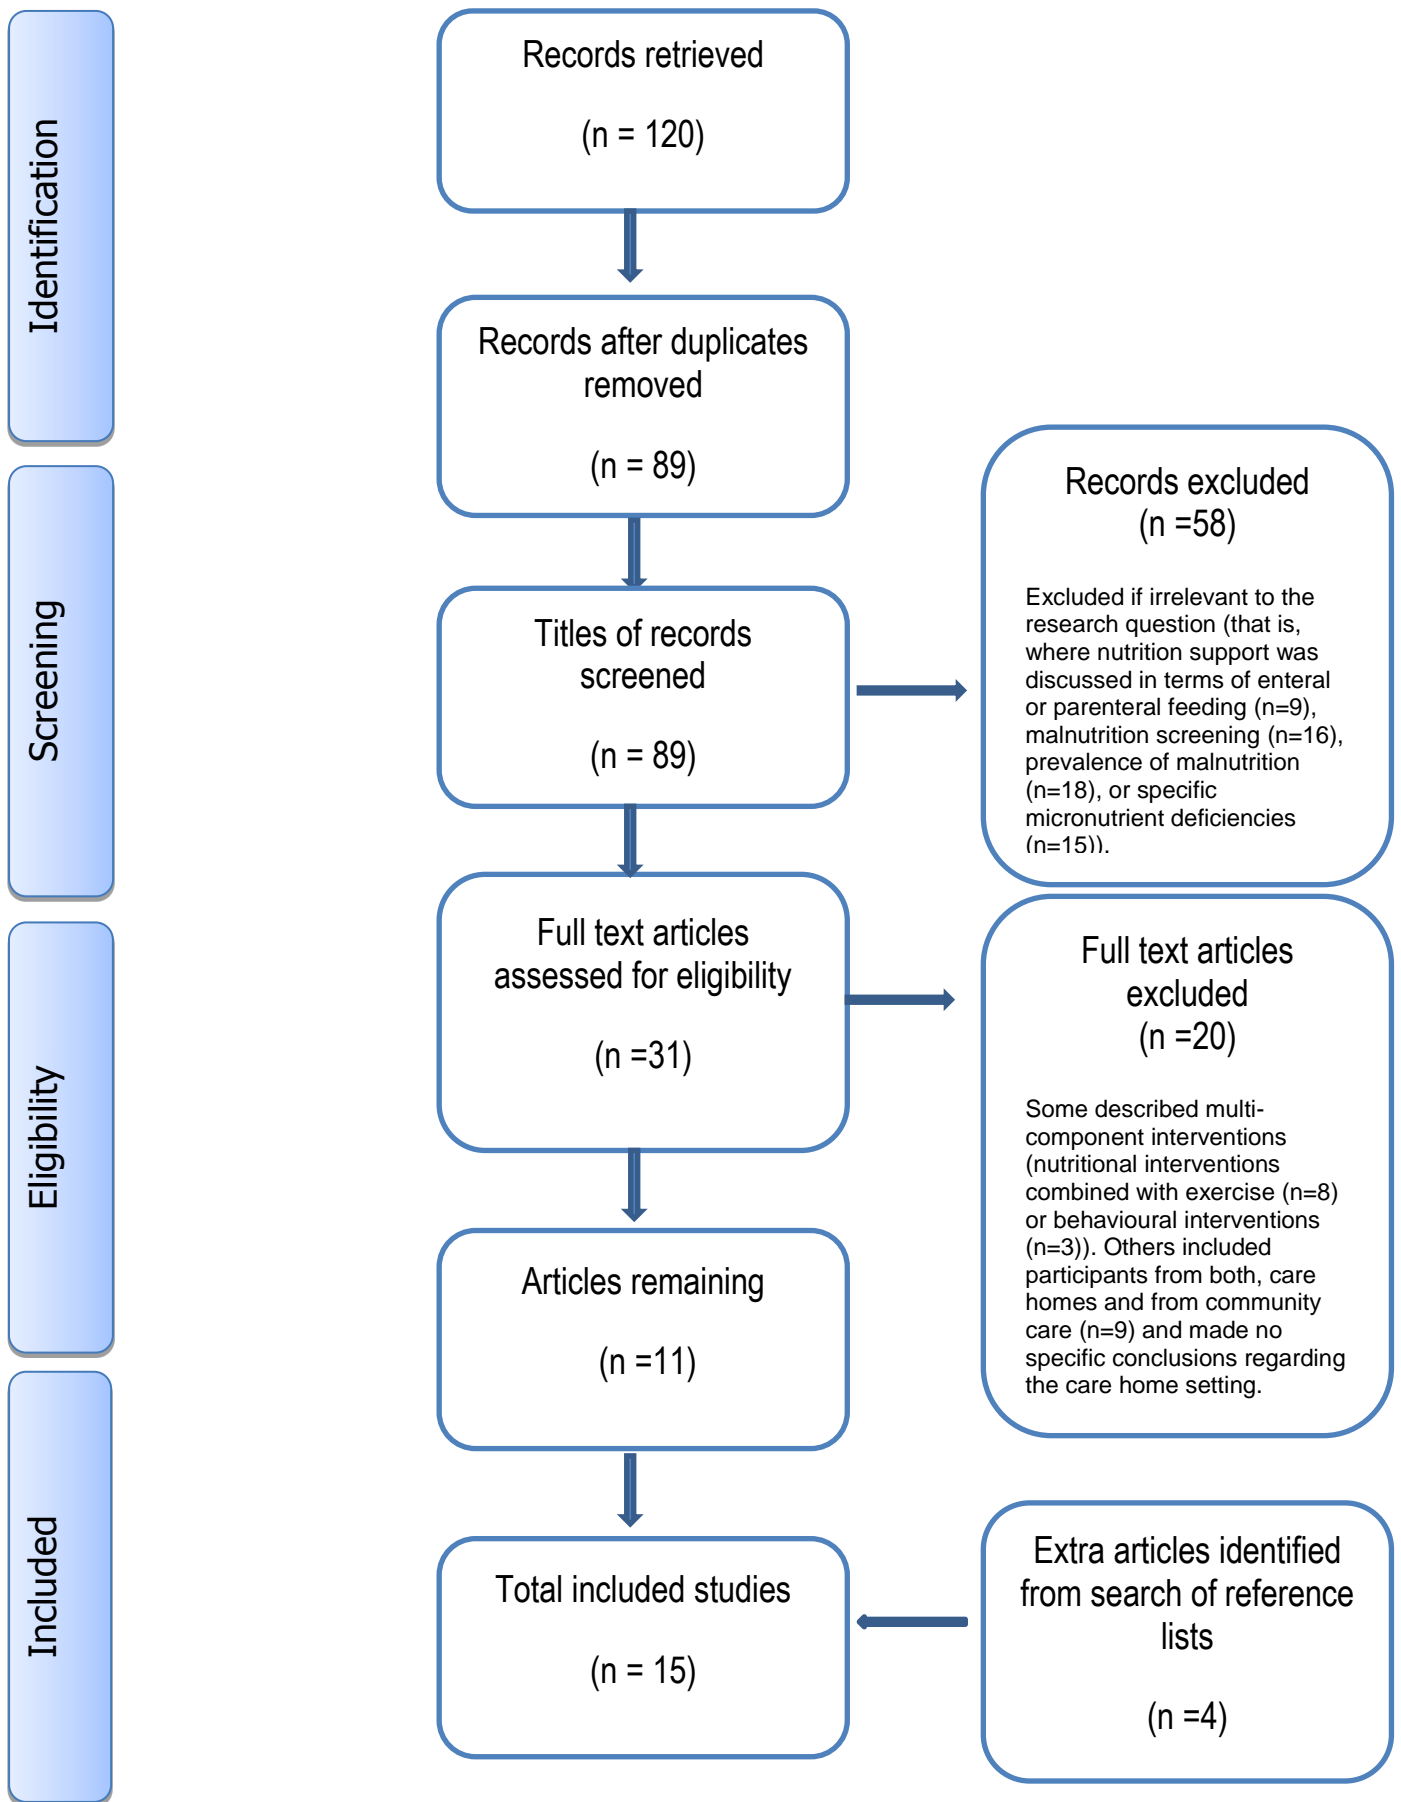 Identification
Records retrieved
(n = 120)
Records after duplicates
removed
(n = 89)
Screening
Titles of records
screened
(n = 89)
Records excluded
(n =58)
Excluded if irrelevant to the
research question (that is,
where nutrition support was
discussed in terms of enteral
or parenteral feeding (n=9),
malnutrition screening (n=16),
prevalence of malnutrition
(n=18), or specific
micronutrient deficiencies
(n=15)).
Eligibility
Full text articles
assessed for eligibility
(n =31)
Full text articles
excluded
(n =20)
Some described multi-
component interventions
(nutritional interventions
combined with exercise (n=8)
or behavioural interventions
(n=3)). Others included
participants from both, care
homes and from community
care (n=9) and made no
specific conclusions regarding
the care home setting.
Articles remaining
(n =11)
Included
Total included studies
(n = 15)
Extra articles identified
from search of reference
lists
(n =4)